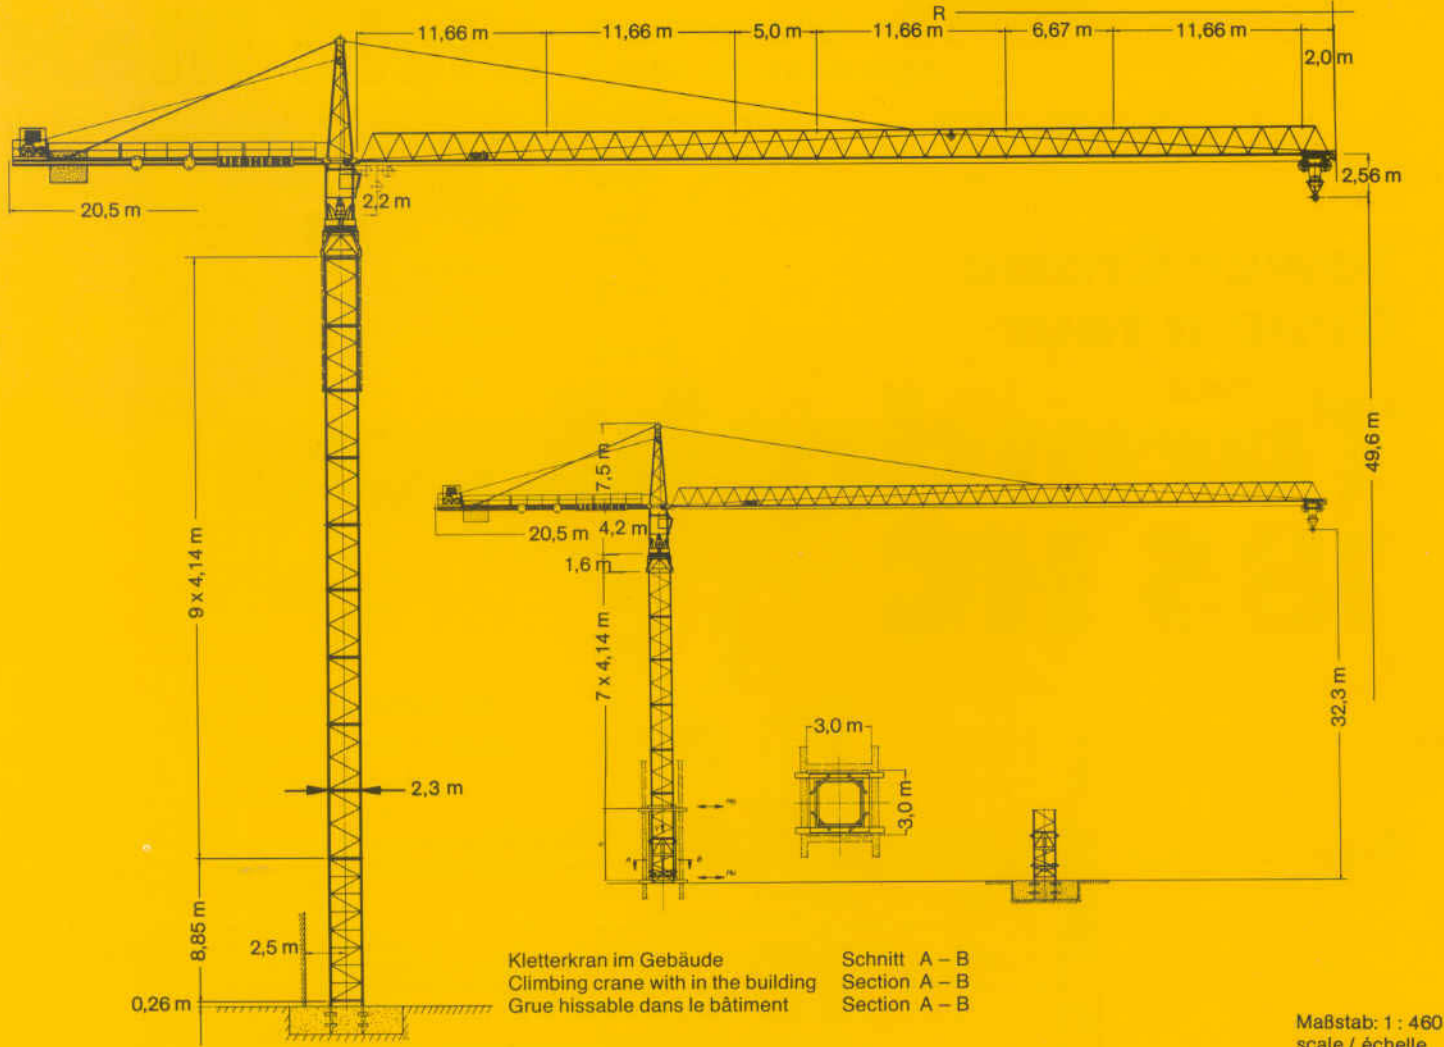 R
11,66 m
11,66 m
5,0 m
11,66 m
6,67 m
11,66 m
2,0 m
LIEBHERR
2,56 m
20,5 m
2,2 m
49,6 m
7,5 m
20,5 m
4,2 m
1,6 m
9 x 4,14 m
7 x 4,14 m
32,3 m
3,0 m
3,0 m
2,3 m
8,85 m
2,5 m
0,26 m
Kletterkran im Gebäude Schnitt A – B
Climbing crane with in the building Section A – B
Grue hissable dans le bâtiment Section A – B
Maßstab: 1 : 460
scale / échelle